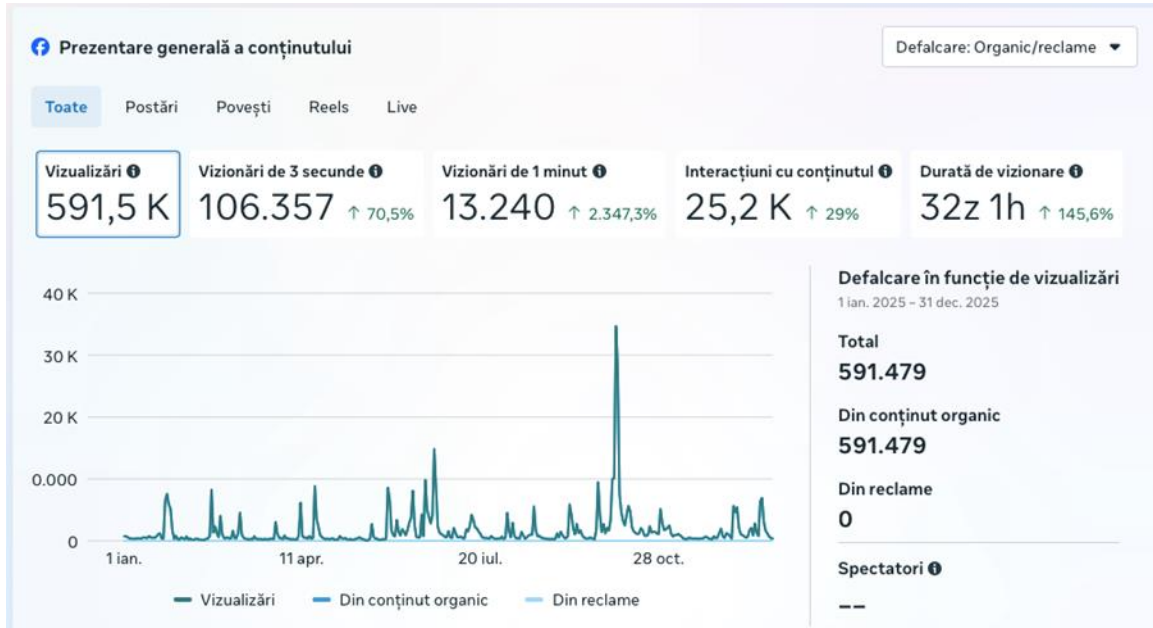 Prezentare generală a conținutului
Defalcare: Organic/reclame
Toate Postări Povești Reels Live
Vizualizări
591,5 K
Vizionări de 3 secunde
106.357 ↑ 70,5%
Vizionări de 1 minut
13.240 ↑ 2.347,3%
Interacțiuni cu conținutul
25,2 K ↑ 29%
Durată de vizionare
32z 1h ↑ 145,6%
40 K
30 K
20 K
0.000
0
1 ian. 11 apr. 20 iul. 28 oct.
Vizualizări Din conținut organic Din reclame
Defalcare în funcție de vizualizări
1 ian. 2025 – 31 dec. 2025
Total
591.479
Din conținut organic
591.479
Din reclame
0
Spectatori
--